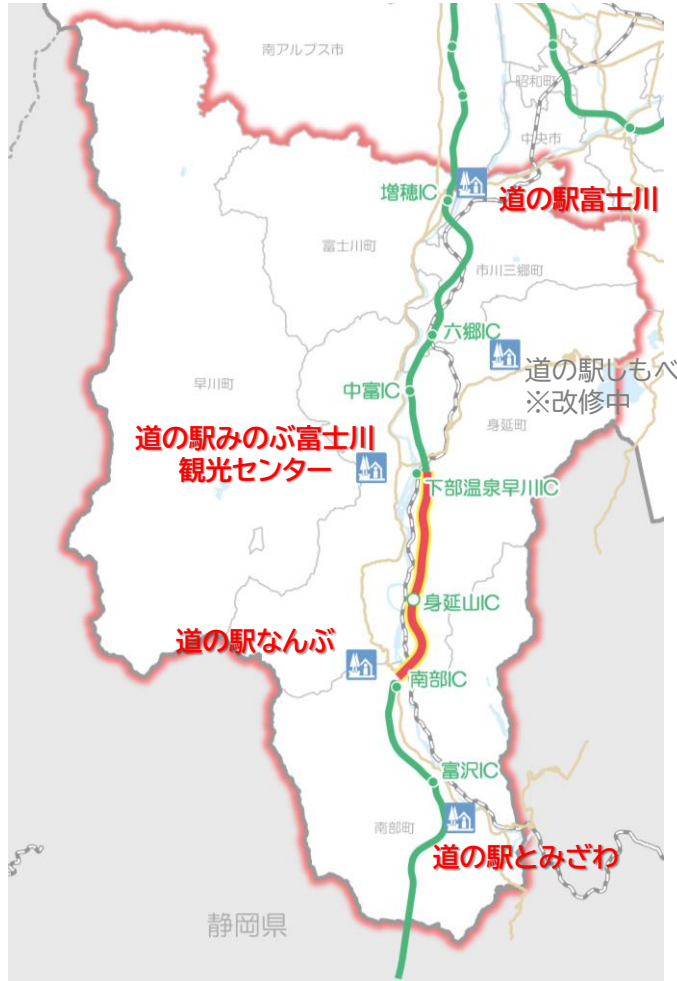 南アルプス市
昭和町
中央市
増穂IC
道の駅富士川
富士川町
市川三郷町
六郷IC
道の駅しもべ
※改修中
早川町
中富IC
身延町
道の駅みのぶ富士川
観光センター
下部温泉早川IC
身延山IC
道の駅なんぶ
南部IC
富沢IC
南部町
道の駅とみざわ
静岡県